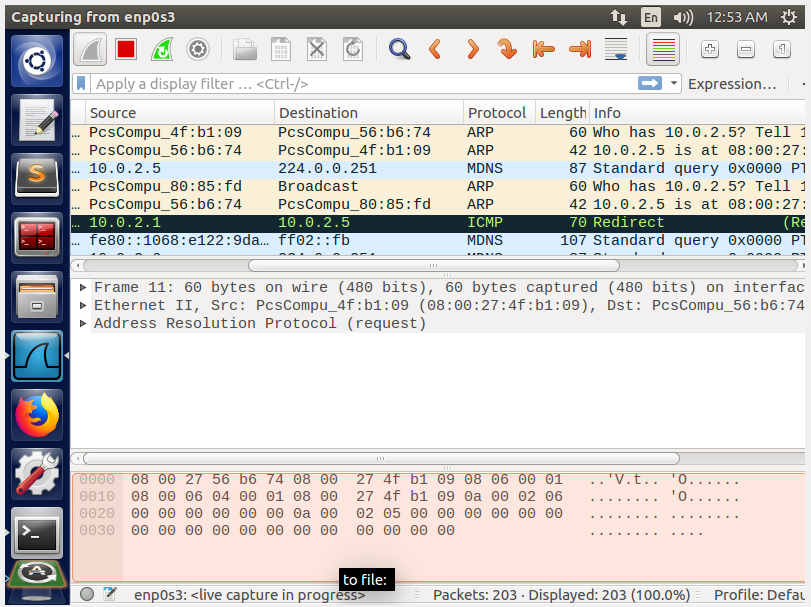 Capturing from enp0s3
En
12:53 AM
Apply a display filter … <Ctrl-/>
Expression…
Source Destination Protocol Length Info
… PcsCompu_4f:b1:09 PcsCompu_56:b6:74 ARP 60 Who has 10.0.2.5? Tell 1
… PcsCompu_56:b6:74 PcsCompu_4f:b1:09 ARP 42 10.0.2.5 is at 08:00:27:
… 10.0.2.5 224.0.0.251 MDNS 87 Standard query 0x0000 PT
… PcsCompu_80:85:fd Broadcast ARP 60 Who has 10.0.2.5? Tell 1
… PcsCompu_56:b6:74 PcsCompu_80:85:fd ARP 42 10.0.2.5 is at 08:00:27:
… 10.0.2.1 10.0.2.5 ICMP 70 Redirect (Re
… fe80::1068:e122:9da… ff02::fb MDNS 107 Standard query 0x0000 PT
Frame 11: 60 bytes on wire (480 bits), 60 bytes captured (480 bits) on interfac
Ethernet II, Src: PcsCompu_4f:b1:09 (08:00:27:4f:b1:09), Dst: PcsCompu_56:b6:74
Address Resolution Protocol (request)
0000 08 00 27 56 b6 74 08 00 27 4f b1 09 08 06 00 01 ..'V.t.. 'O......
0010 08 00 06 04 00 01 08 00 27 4f b1 09 0a 00 02 06 ........ 'O......
0020 00 00 00 00 00 00 0a 00 02 05 00 00 00 00 00 00 ........ ........
0030 00 00 00 00 00 00 00 00 00 00 00 00 ........ ....
to file:
enp0s3: <live capture in progress> Packets: 203 · Displayed: 203 (100.0%) Profile: Defau